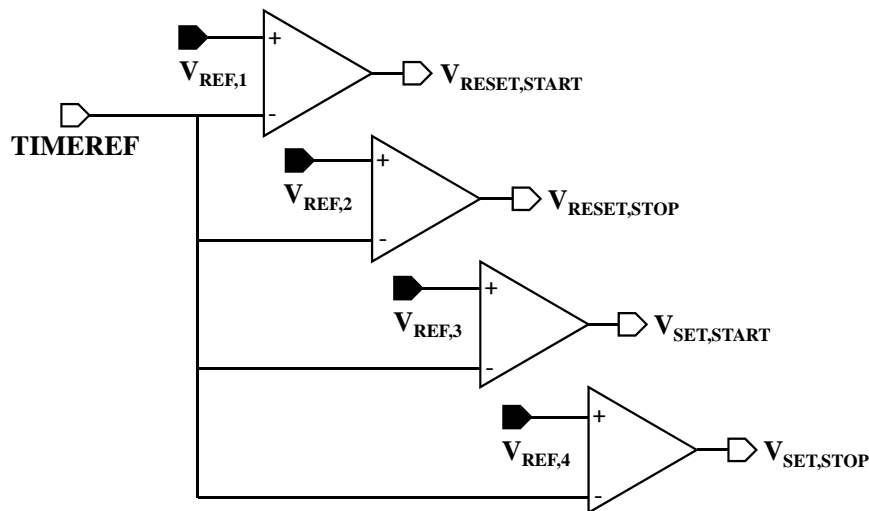 +
V_REF,1
V_RESET,START
-
TIMEREF
+
V_REF,2
V_RESET,STOP
-
+
V_REF,3
V_SET,START
-
+
V_REF,4
V_SET,STOP
-